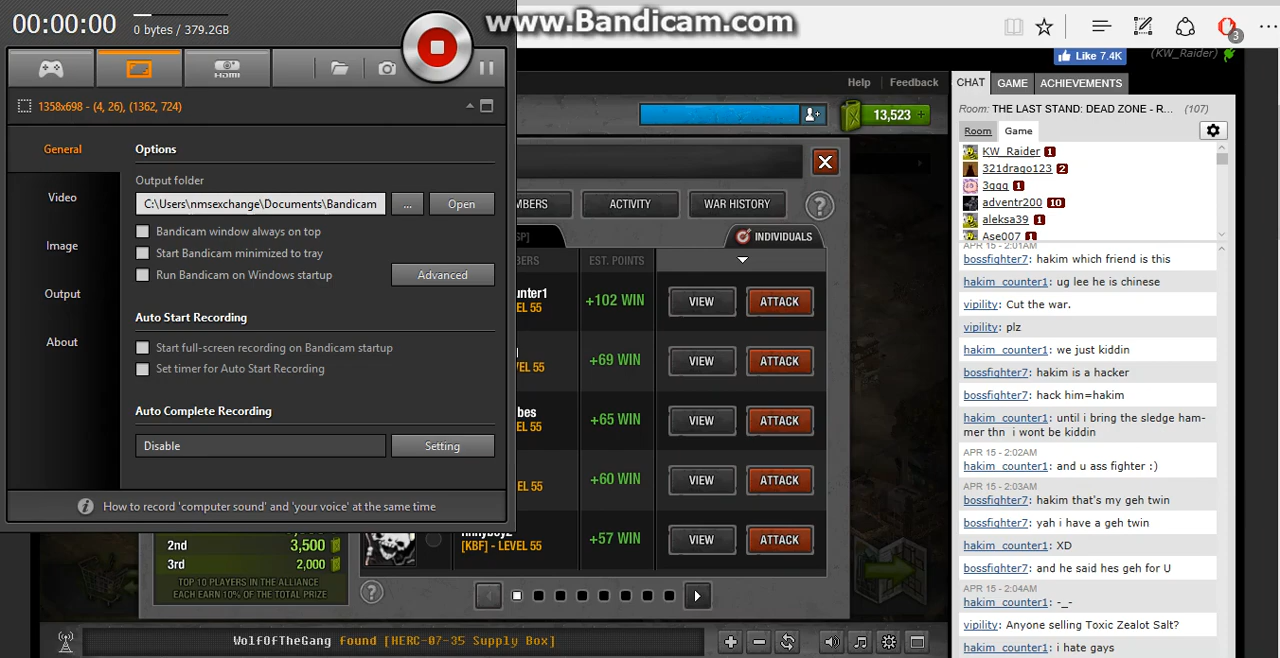 00:00:00
0 bytes / 379.2GB
www.Bandicam.com
HDMI
1358x698 - (4, 26), (1362, 724)
General
Video
Image
Output
About
Options
Output folder
C:\Users\nmsexchange\Documents\Bandicam
...
Open
Bandicam window always on top
Start Bandicam minimized to tray
Run Bandicam on Windows startup
Advanced
Auto Start Recording
Start full-screen recording on Bandicam startup
Set timer for Auto Start Recording
Auto Complete Recording
Disable
Setting
How to record 'computer sound' and 'your voice' at the same time
3
Like 7.4K
(KW_Raider)
Help
Feedback
13,523
MBERS
ACTIVITY
WAR HISTORY
?
SP]
INDIVIDUALS
BERS
EST. POINTS
unter1
EL 55
+102 WIN
VIEW
ATTACK
EL 55
+69 WIN
VIEW
ATTACK
bes
EL 55
+65 WIN
VIEW
ATTACK
EL 55
+60 WIN
VIEW
ATTACK
[KBF] - LEVEL 55
+57 WIN
VIEW
ATTACK
2nd 3,500
3rd 2,000
TOP 10 PLAYERS IN THE ALLIANCE
EACH EARN 10% OF THE TOTAL PRIZE
?
WolfOfTheGang found [HERC-07-35 Supply Box]
CHAT GAME ACHIEVEMENTS
Room: THE LAST STAND: DEAD ZONE - R... (107)
Room Game
KW_Raider 1
321drago123 2
3ggg 1
adventr200 10
aleksa39 1
Ase007 1
APR 15 - 2:01AM
bossfighter7: hakim which friend is this
hakim_counter1: ug lee he is chinese
vipility: Cut the war.
vipility: plz
hakim_counter1: we just kiddin
bossfighter7: hakim is a hacker
bossfighter7: hack him=hakim
hakim_counter1: until i bring the sledge ham-
mer thn i wont be kiddin
APR 15 - 2:02AM
hakim_counter1: and u ass fighter :)
APR 15 - 2:03AM
bossfighter7: hakim that's my geh twin
bossfighter7: yah i have a geh twin
hakim_counter1: XD
bossfighter7: and he said hes geh for U
APR 15 - 2:04AM
hakim_counter1: -_-
vipility: Anyone selling Toxic Zealot Salt?
hakim_counter1: i hate gays